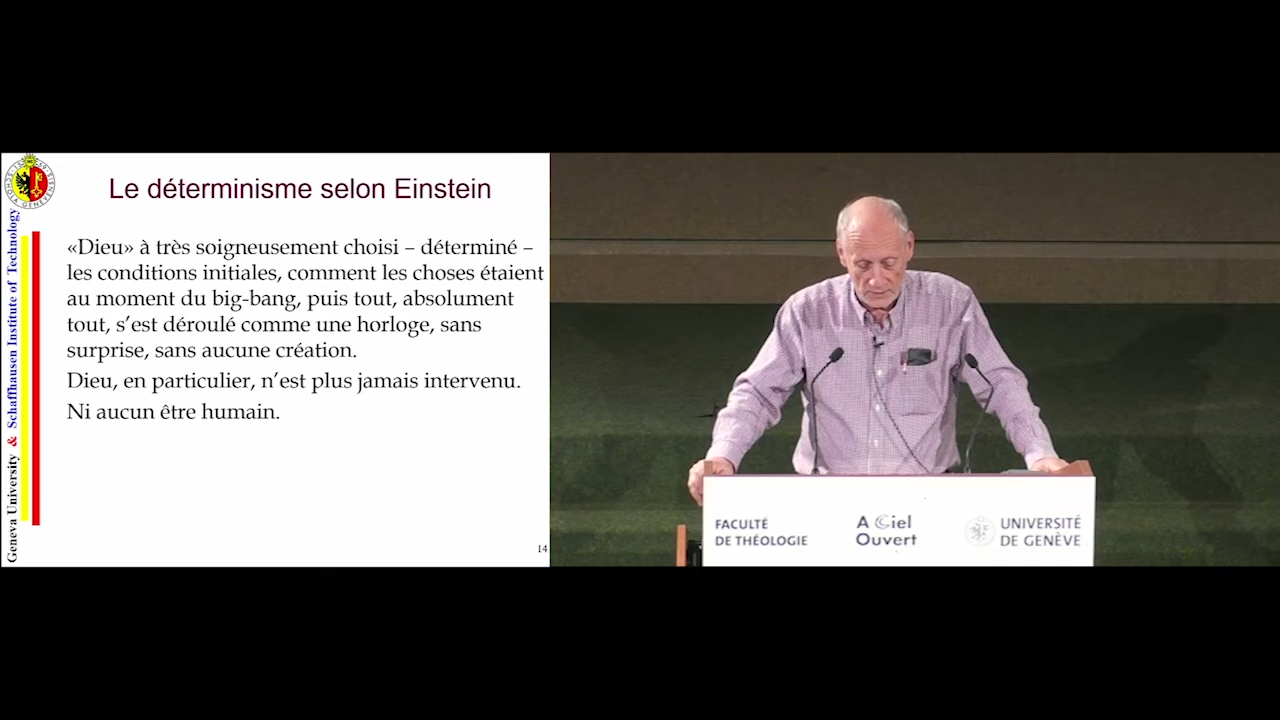 Le déterminisme selon Einstein
«Dieu» à très soigneusement choisi – déterminé –
les conditions initiales, comment les choses étaient
au moment du big-bang, puis tout, absolument
tout, s’est déroulé comme une horloge, sans
surprise, sans aucune création.
Dieu, en particulier, n’est plus jamais intervenu.
Ni aucun être humain.
14
Geneva University & Schaffhausen Institute of Technology
FACULTÉ
DE THÉOLOGIE
A Ciel
Ouvert
UNIVERSITÉ
DE GENÈVE